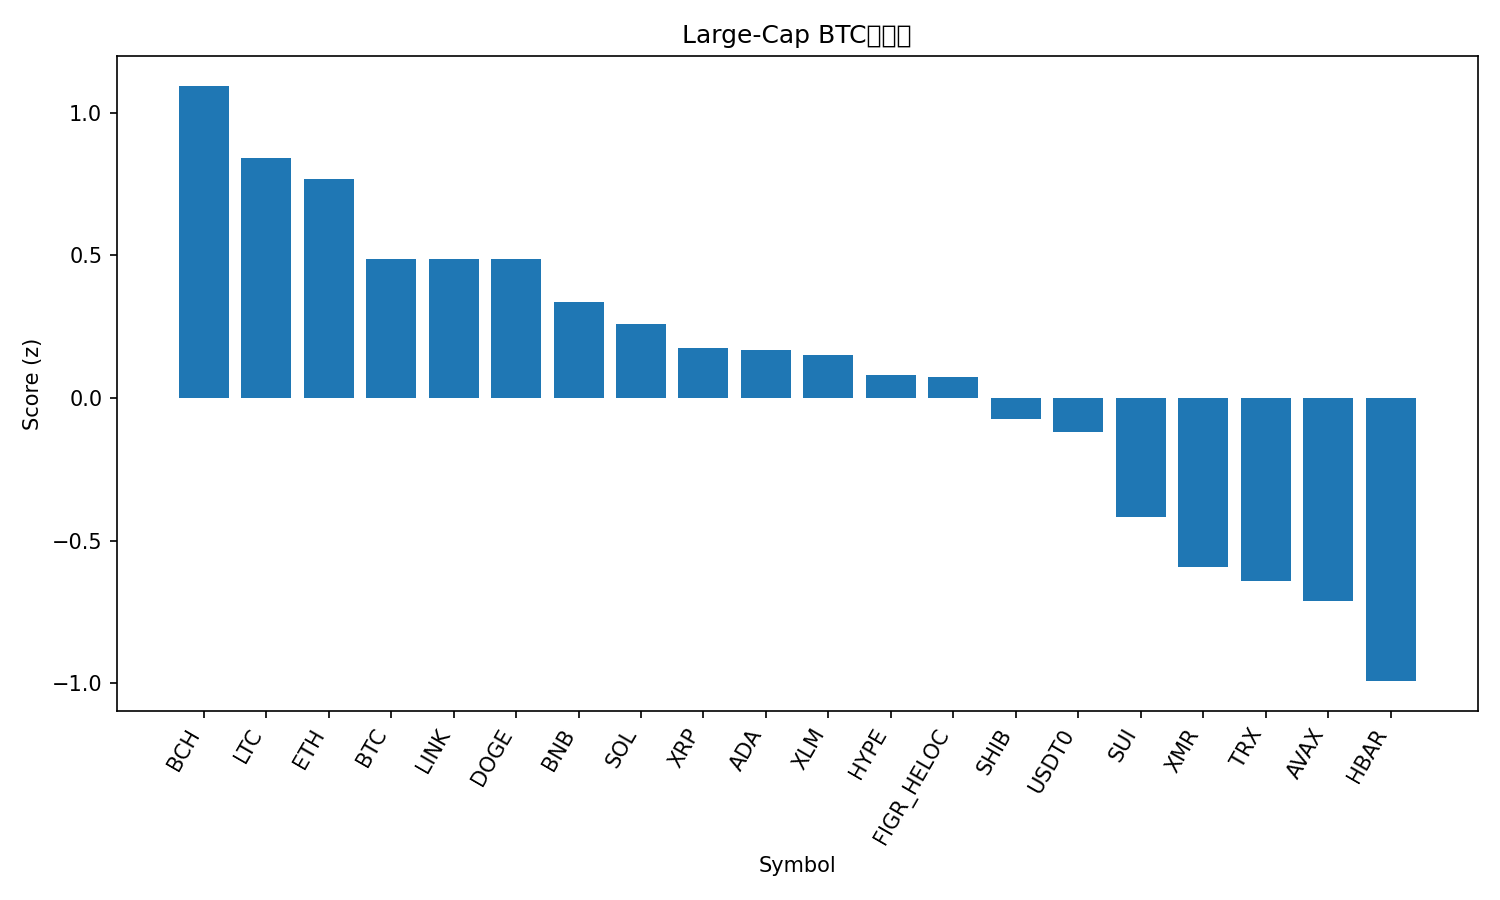 Large-Cap BTC
1.0
0.5
0.0
−0.5
−1.0
Score (z)
BCH
LTC
ETH
BTC
LINK
DOGE
BNB
SOL
XRP
ADA
XLM
HYPE
FIGR_HELOC
SHIB
USDT0
SUI
XMR
TRX
AVAX
HBAR
Symbol